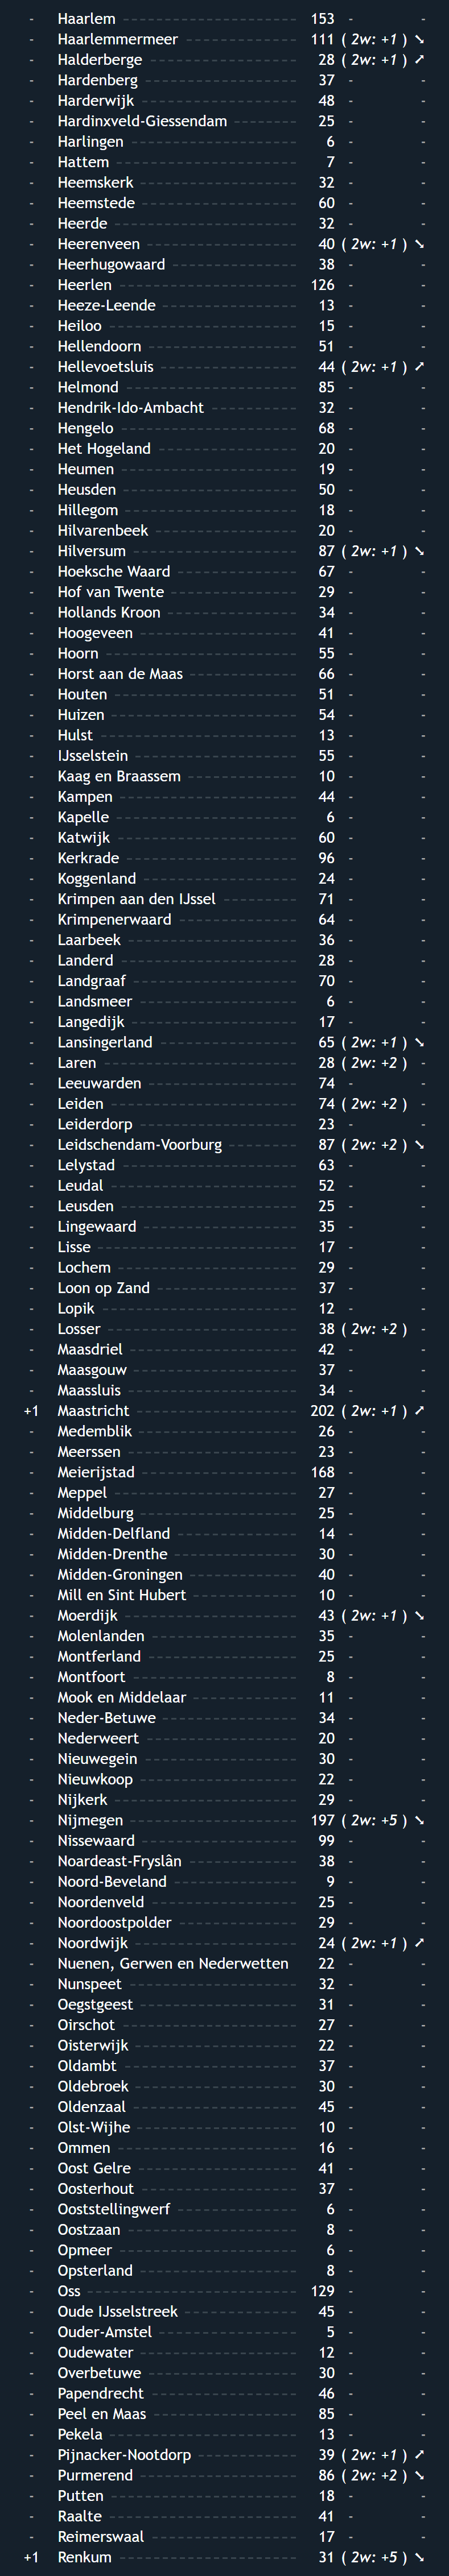 - Haarlem 153 - -
- Haarlemmermeer 111 ( 2w: +1 ) ➘
- Halderberge 28 ( 2w: +1 ) ➚
- Hardenberg 37 - -
- Harderwijk 48 - -
- Hardinxveld-Giessendam 25 - -
- Harlingen 6 - -
- Hattem 7 - -
- Heemskerk 32 - -
- Heemstede 60 - -
- Heerde 32 - -
- Heerenveen 40 ( 2w: +1 ) ➘
- Heerhugowaard 38 - -
- Heerlen 126 - -
- Heeze-Leende 13 - -
- Heiloo 15 - -
- Hellendoorn 51 - -
- Hellevoetsluis 44 ( 2w: +1 ) ➚
- Helmond 85 - -
- Hendrik-Ido-Ambacht 32 - -
- Hengelo 68 - -
- Het Hogeland 20 - -
- Heumen 19 - -
- Heusden 50 - -
- Hillegom 18 - -
- Hilvarenbeek 20 - -
- Hilversum 87 ( 2w: +1 ) ➘
- Hoeksche Waard 67 - -
- Hof van Twente 29 - -
- Hollands Kroon 34 - -
- Hoogeveen 41 - -
- Hoorn 55 - -
- Horst aan de Maas 66 - -
- Houten 51 - -
- Huizen 54 - -
- Hulst 13 - -
- IJsselstein 55 - -
- Kaag en Braassem 10 - -
- Kampen 44 - -
- Kapelle 6 - -
- Katwijk 60 - -
- Kerkrade 96 - -
- Koggenland 24 - -
- Krimpen aan den IJssel 71 - -
- Krimpenerwaard 64 - -
- Laarbeek 36 - -
- Landerd 28 - -
- Landgraaf 70 - -
- Landsmeer 6 - -
- Langedijk 17 - -
- Lansingerland 65 ( 2w: +1 ) ➘
- Laren 28 ( 2w: +2 ) -
- Leeuwarden 74 - -
- Leiden 74 ( 2w: +2 ) -
- Leiderdorp 23 - -
- Leidschendam-Voorburg 87 ( 2w: +2 ) ➘
- Lelystad 63 - -
- Leudal 52 - -
- Leusden 25 - -
- Lingewaard 35 - -
- Lisse 17 - -
- Lochem 29 - -
- Loon op Zand 37 - -
- Lopik 12 - -
- Losser 38 ( 2w: +2 ) -
- Maasdriel 42 - -
- Maasgouw 37 - -
- Maassluis 34 - -
+1 Maastricht 202 ( 2w: +1 ) ➚
- Medemblik 26 - -
- Meerssen 23 - -
- Meierijstad 168 - -
- Meppel 27 - -
- Middelburg 25 - -
- Midden-Delfland 14 - -
- Midden-Drenthe 30 - -
- Midden-Groningen 40 - -
- Mill en Sint Hubert 10 - -
- Moerdijk 43 ( 2w: +1 ) ➘
- Molenlanden 35 - -
- Montferland 25 - -
- Montfoort 8 - -
- Mook en Middelaar 11 - -
- Neder-Betuwe 34 - -
- Nederweert 20 - -
- Nieuwegein 30 - -
- Nieuwkoop 22 - -
- Nijkerk 29 - -
- Nijmegen 197 ( 2w: +5 ) ➘
- Nissewaard 99 - -
- Noardeast-Fryslân 38 - -
- Noord-Beveland 9 - -
- Noordenveld 25 - -
- Noordoostpolder 29 - -
- Noordwijk 24 ( 2w: +1 ) ➚
- Nuenen, Gerwen en Nederwetten 22 - -
- Nunspeet 32 - -
- Oegstgeest 31 - -
- Oirschot 27 - -
- Oisterwijk 22 - -
- Oldambt 37 - -
- Oldebroek 30 - -
- Oldenzaal 45 - -
- Olst-Wijhe 10 - -
- Ommen 16 - -
- Oost Gelre 41 - -
- Oosterhout 37 - -
- Ooststellingwerf 6 - -
- Oostzaan 8 - -
- Opmeer 6 - -
- Opsterland 8 - -
- Oss 129 - -
- Oude IJsselstreek 45 - -
- Ouder-Amstel 5 - -
- Oudewater 12 - -
- Overbetuwe 30 - -
- Papendrecht 46 - -
- Peel en Maas 85 - -
- Pekela 13 - -
- Pijnacker-Nootdorp 39 ( 2w: +1 ) ➚
- Purmerend 86 ( 2w: +2 ) ➘
- Putten 18 - -
- Raalte 41 - -
- Reimerswaal 17 - -
+1 Renkum 31 ( 2w: +5 ) ➘